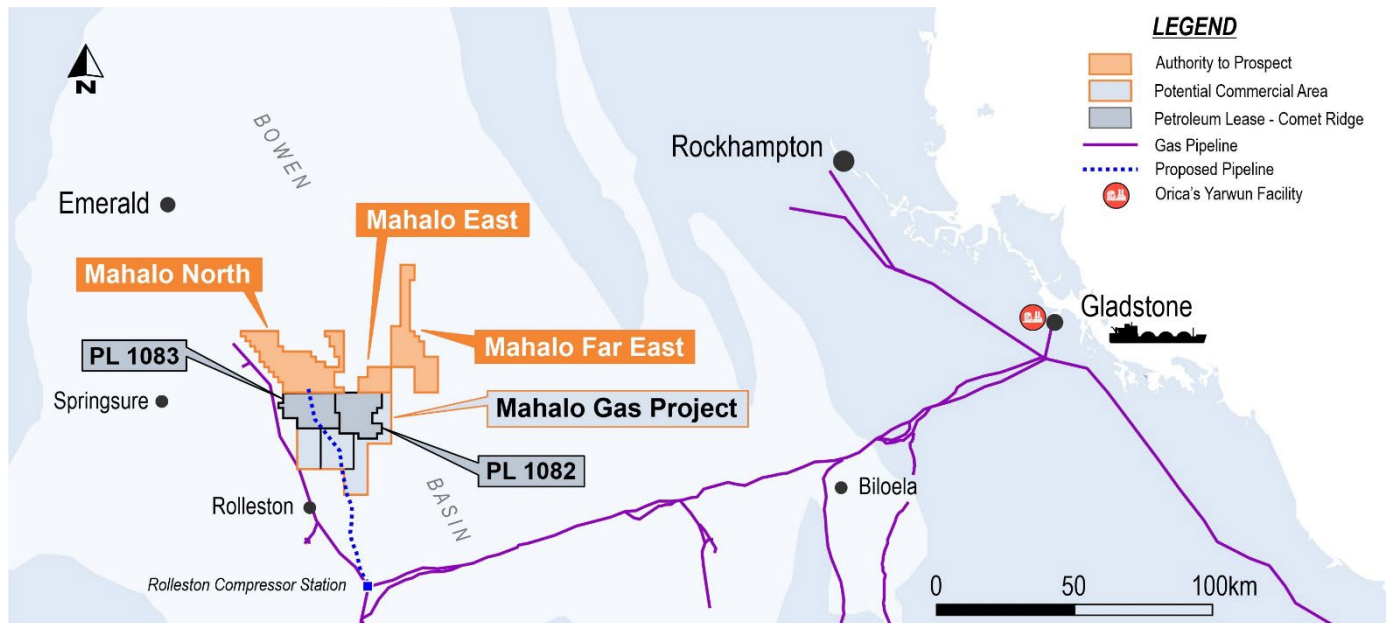 LEGEND
Authority to Prospect
Potential Commercial Area
Petroleum Lease - Comet Ridge
Gas Pipeline
Proposed Pipeline
Orica's Yarwun Facility
N
BOWEN
Rockhampton
Emerald
Mahalo East
Mahalo North
Gladstone
Mahalo Far East
PL 1083
Springsure
Mahalo Gas Project
PL 1082
Biloela
Rolleston
BASIN
Rolleston Compressor Station
0 50 100km